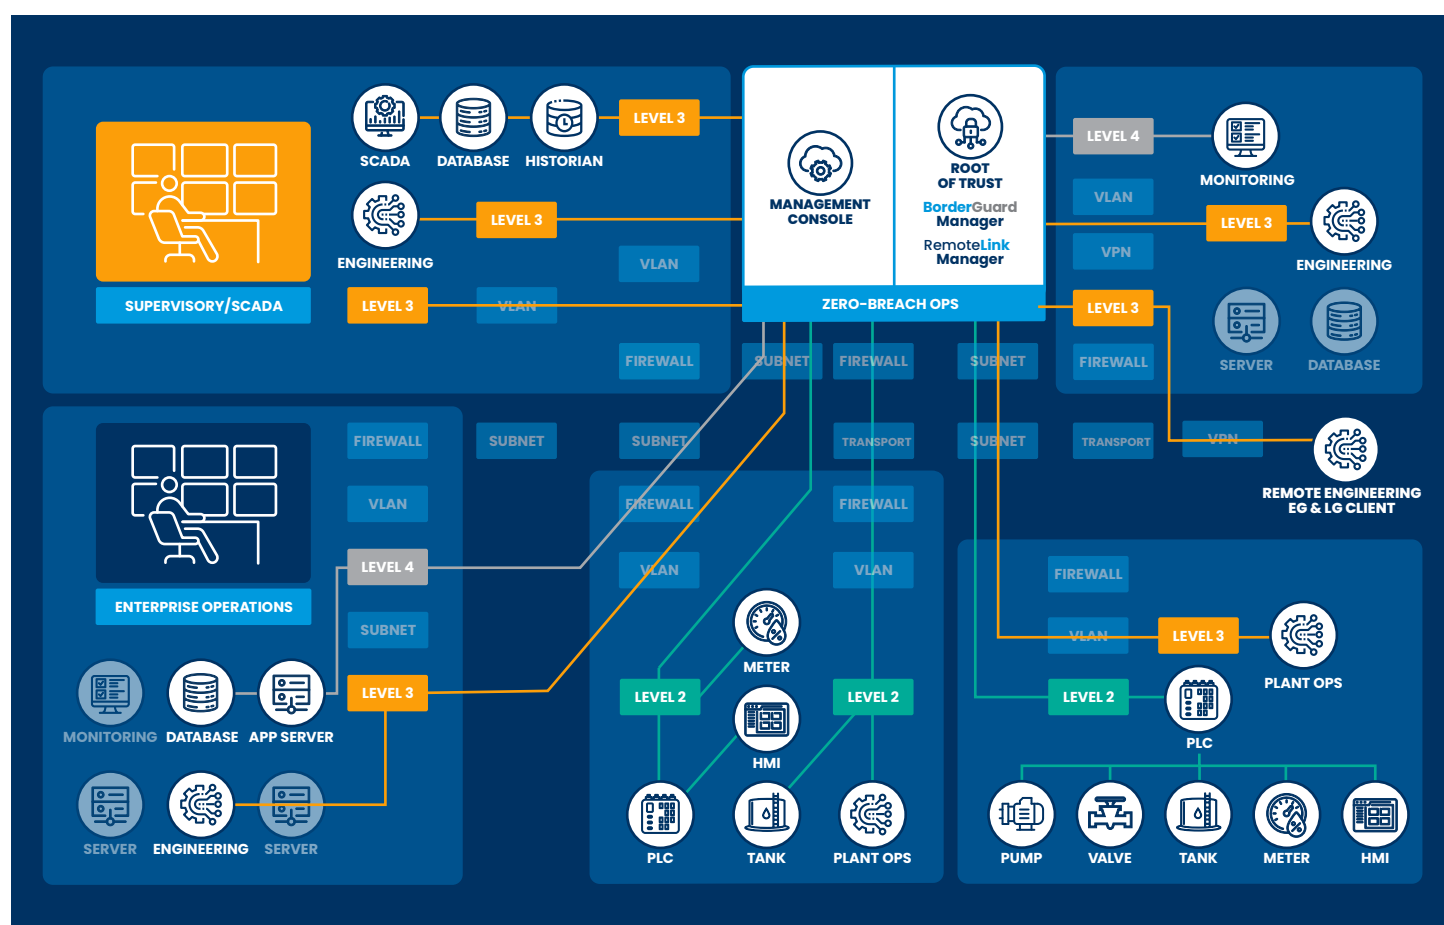 SCADA
DATABASE
HISTORIAN
LEVEL 3
ENGINEERING
LEVEL 3
VLAN
SUPERVISORY/SCADA
LEVEL 3
VLAN
FIREWALL
MANAGEMENT
CONSOLE
ROOT
OF TRUST
BorderGuard
Manager
RemoteLink
Manager
ZERO-BREACH OPS
LEVEL 4
MONITORING
VLAN
LEVEL 3
ENGINEERING
VPN
LEVEL 3
SERVER
DATABASE
FIREWALL
SUBNET
FIREWALL
SUBNET
FIREWALL
SUBNET
SUBNET
TRANSPORT
SUBNET
TRANSPORT
VPN
REMOTE ENGINEERING
EG & LG CLIENT
VLAN
LEVEL 4
ENTERPRISE OPERATIONS
SUBNET
LEVEL 3
MONITORING
DATABASE
APP SERVER
SERVER
ENGINEERING
SERVER
FIREWALL
FIREWALL
VLAN
VLAN
METER
LEVEL 2
LEVEL 2
HMI
PLC
TANK
PLANT OPS
FIREWALL
VLAN
LEVEL 3
PLANT OPS
LEVEL 2
PLC
PUMP
VALVE
TANK
METER
HMI